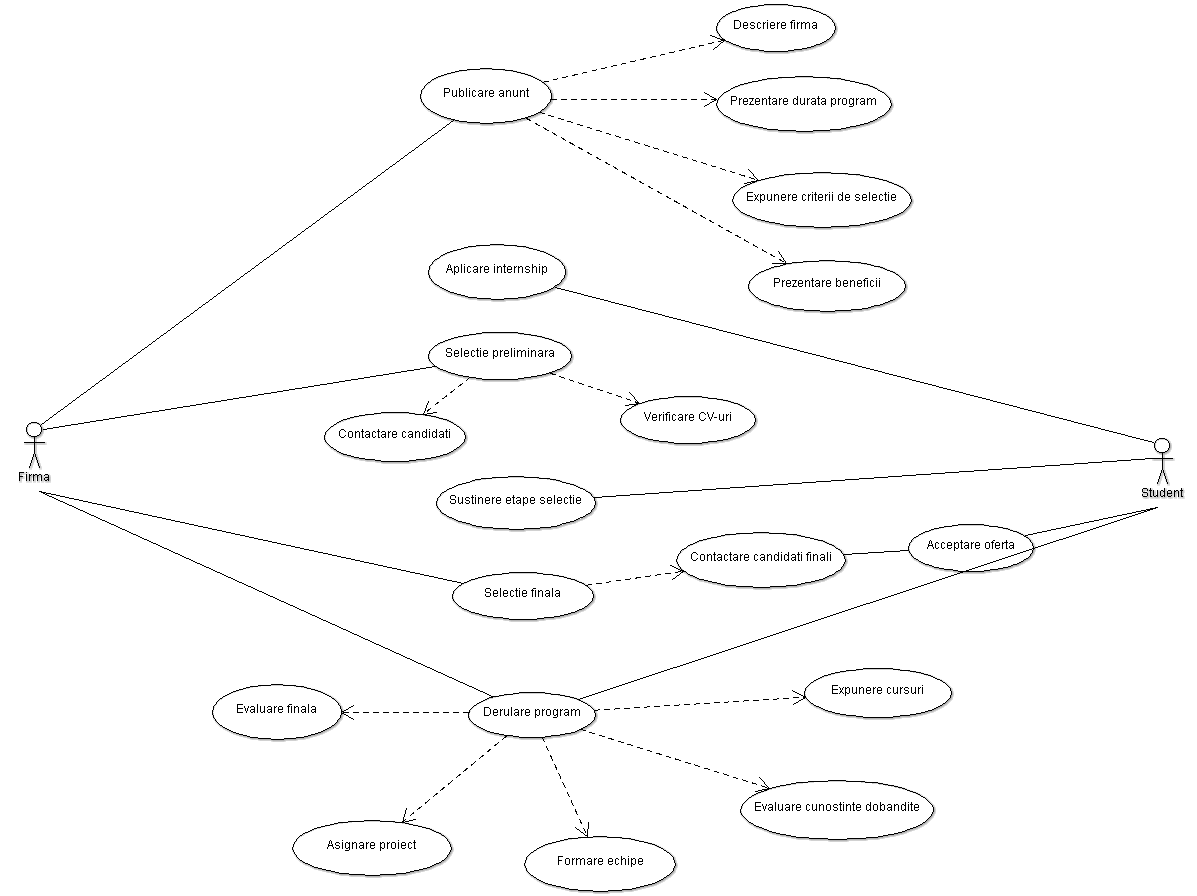 Descriere firma
Publicare anunt
Prezentare durata program
Expunere criterii de selectie
Aplicare internship
Prezentare beneficii
Selectie preliminara
Contactare candidati
Verificare CV-uri
Firma
Student
Sustinere etape selectie
Acceptare oferta
Contactare candidati finali
Selectie finala
Expunere cursuri
Evaluare finala
Derulare program
Evaluare cunostinte dobandite
Asignare proiect
Formare echipe